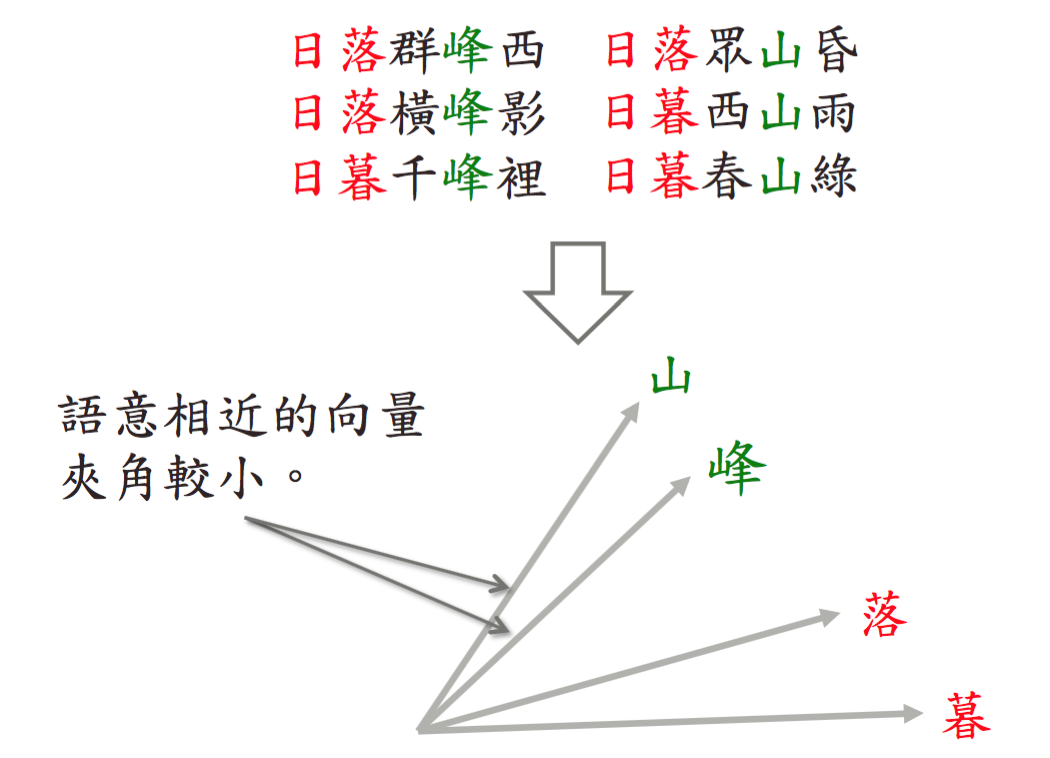 日落群峰西 日落眾山昏
日落橫峰影 日暮西山雨
日暮千峰裡 日暮春山綠
山
語意相近的向量
峰
夾角較小。
落
暮